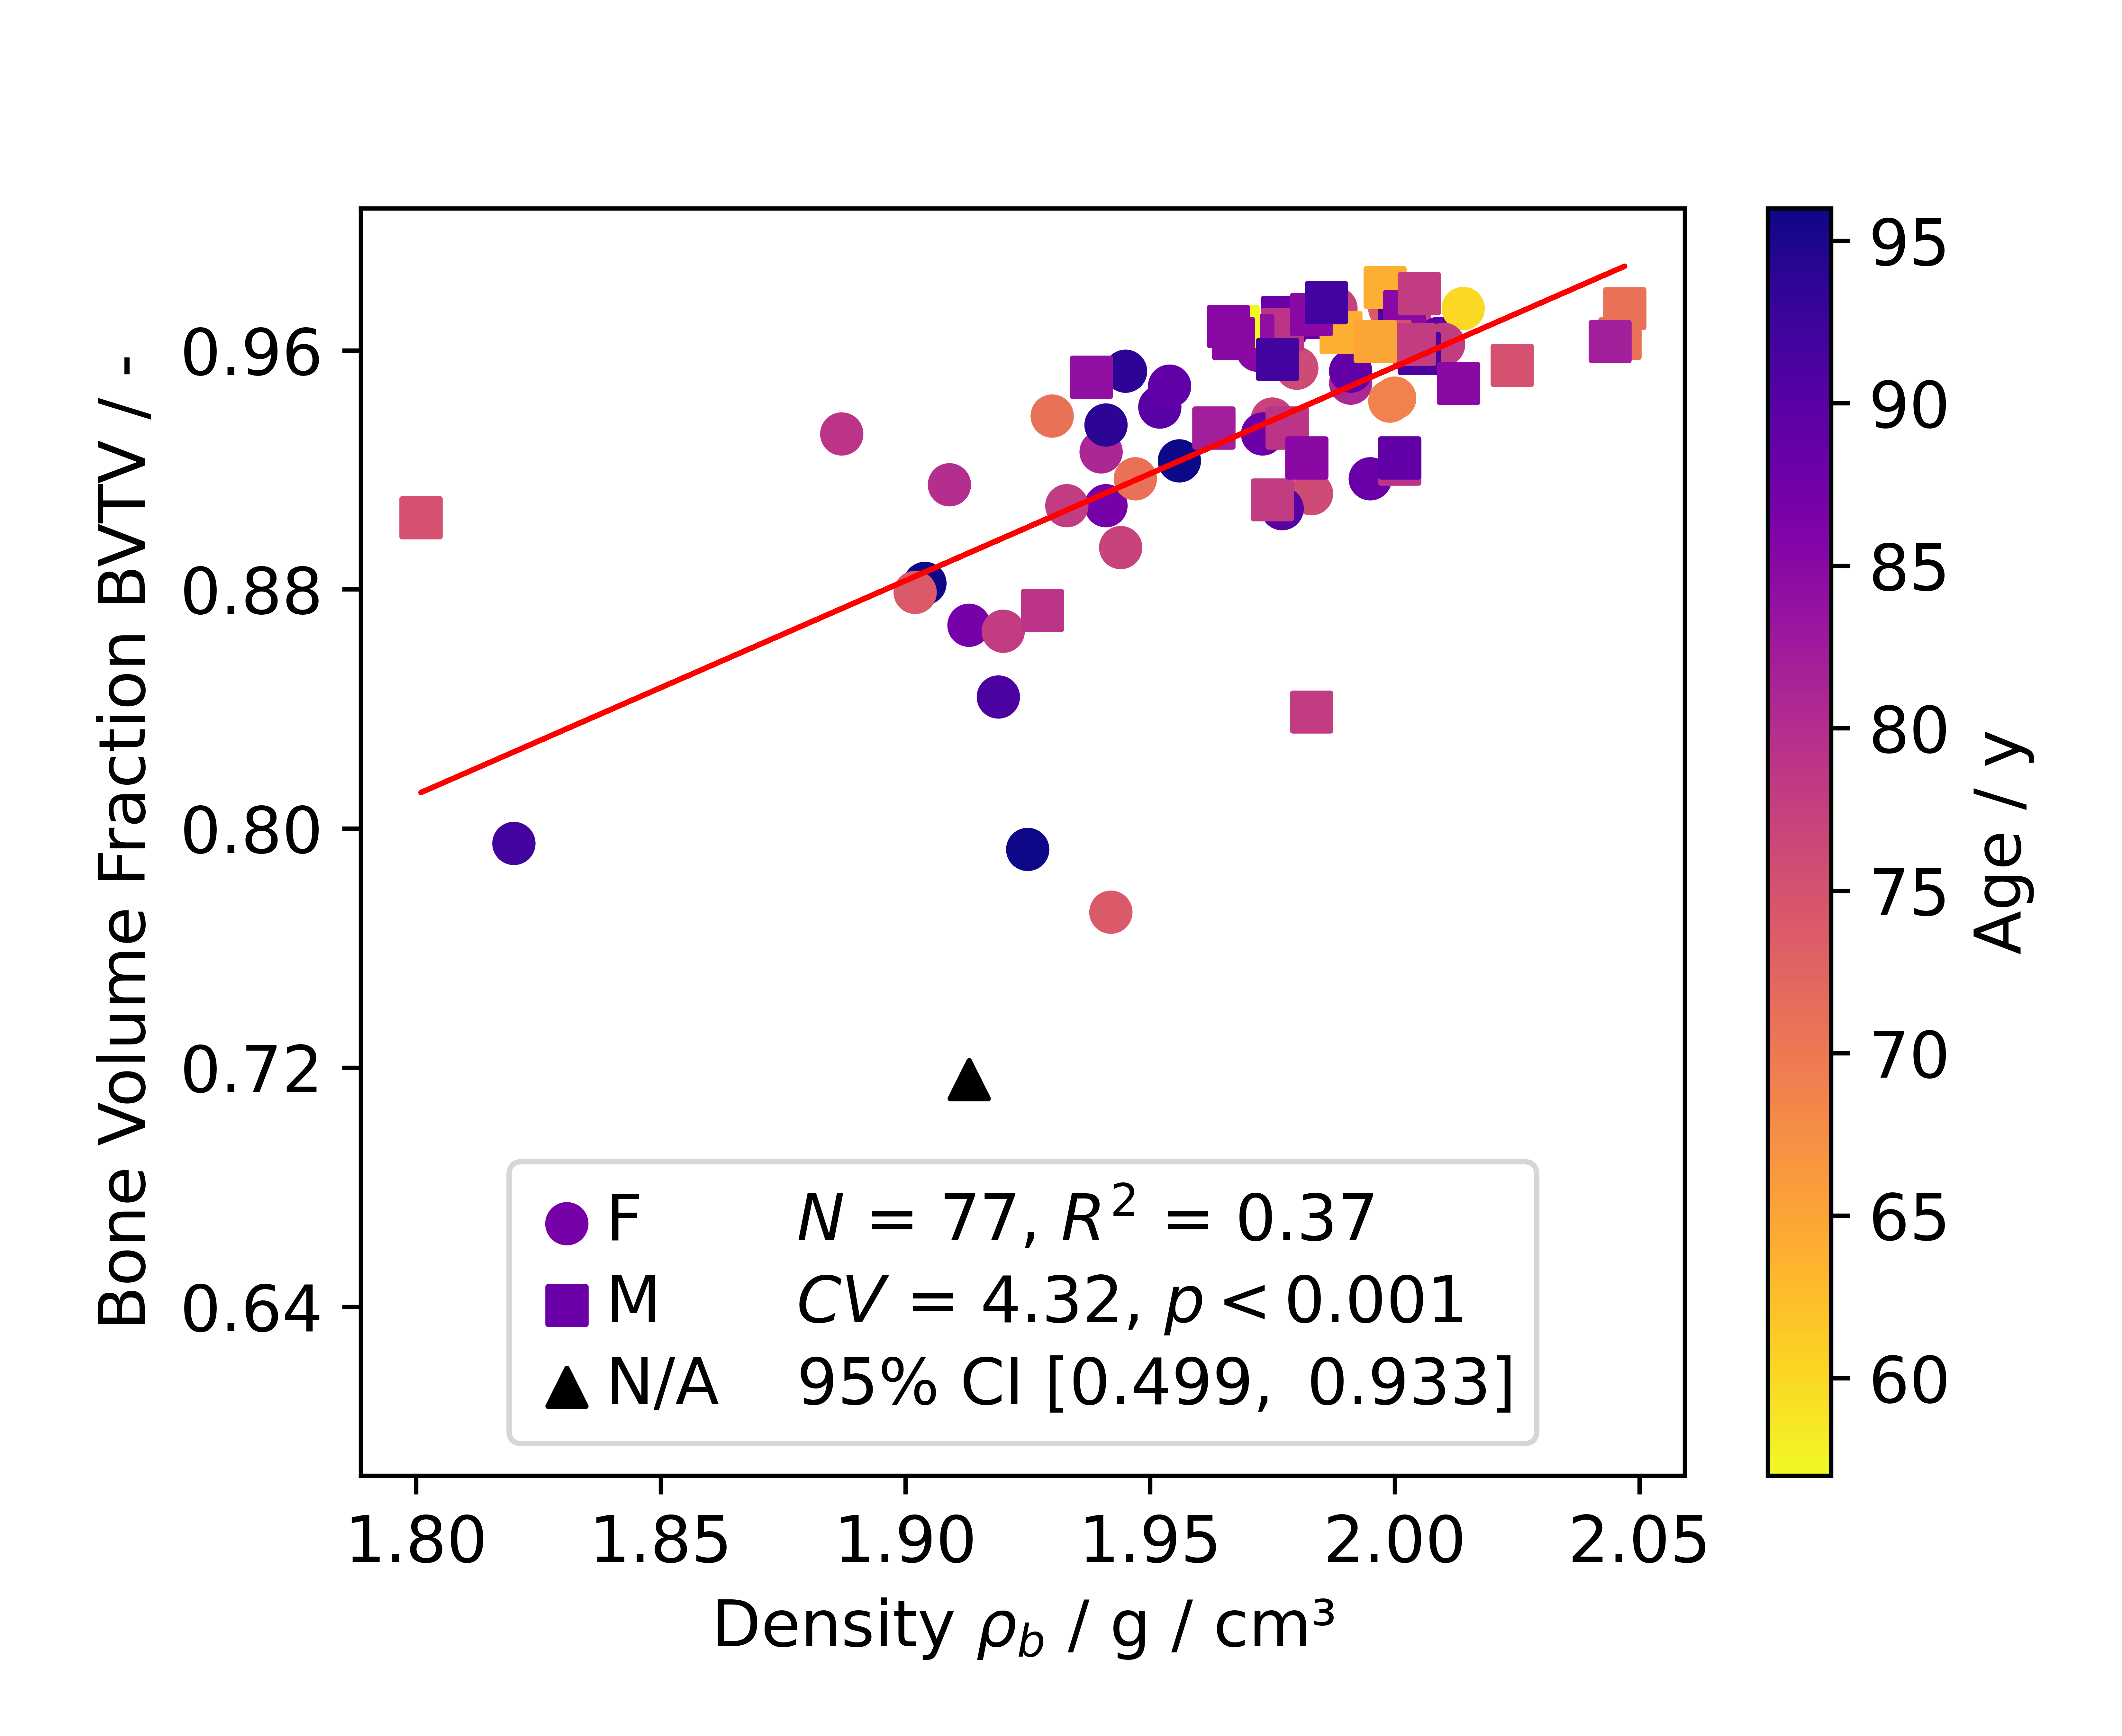 Bone Volume Fraction BVTV / -
0.96
0.88
0.80
0.72
0.64
F
M
N/A
N = 77, R² = 0.37
CV = 4.32, p < 0.001
95% CI [0.499, 0.933]
1.80 1.85 1.90 1.95 2.00 2.05
Density ρb / g / cm³
95
90
85
80
75
70
65
60
Age / y